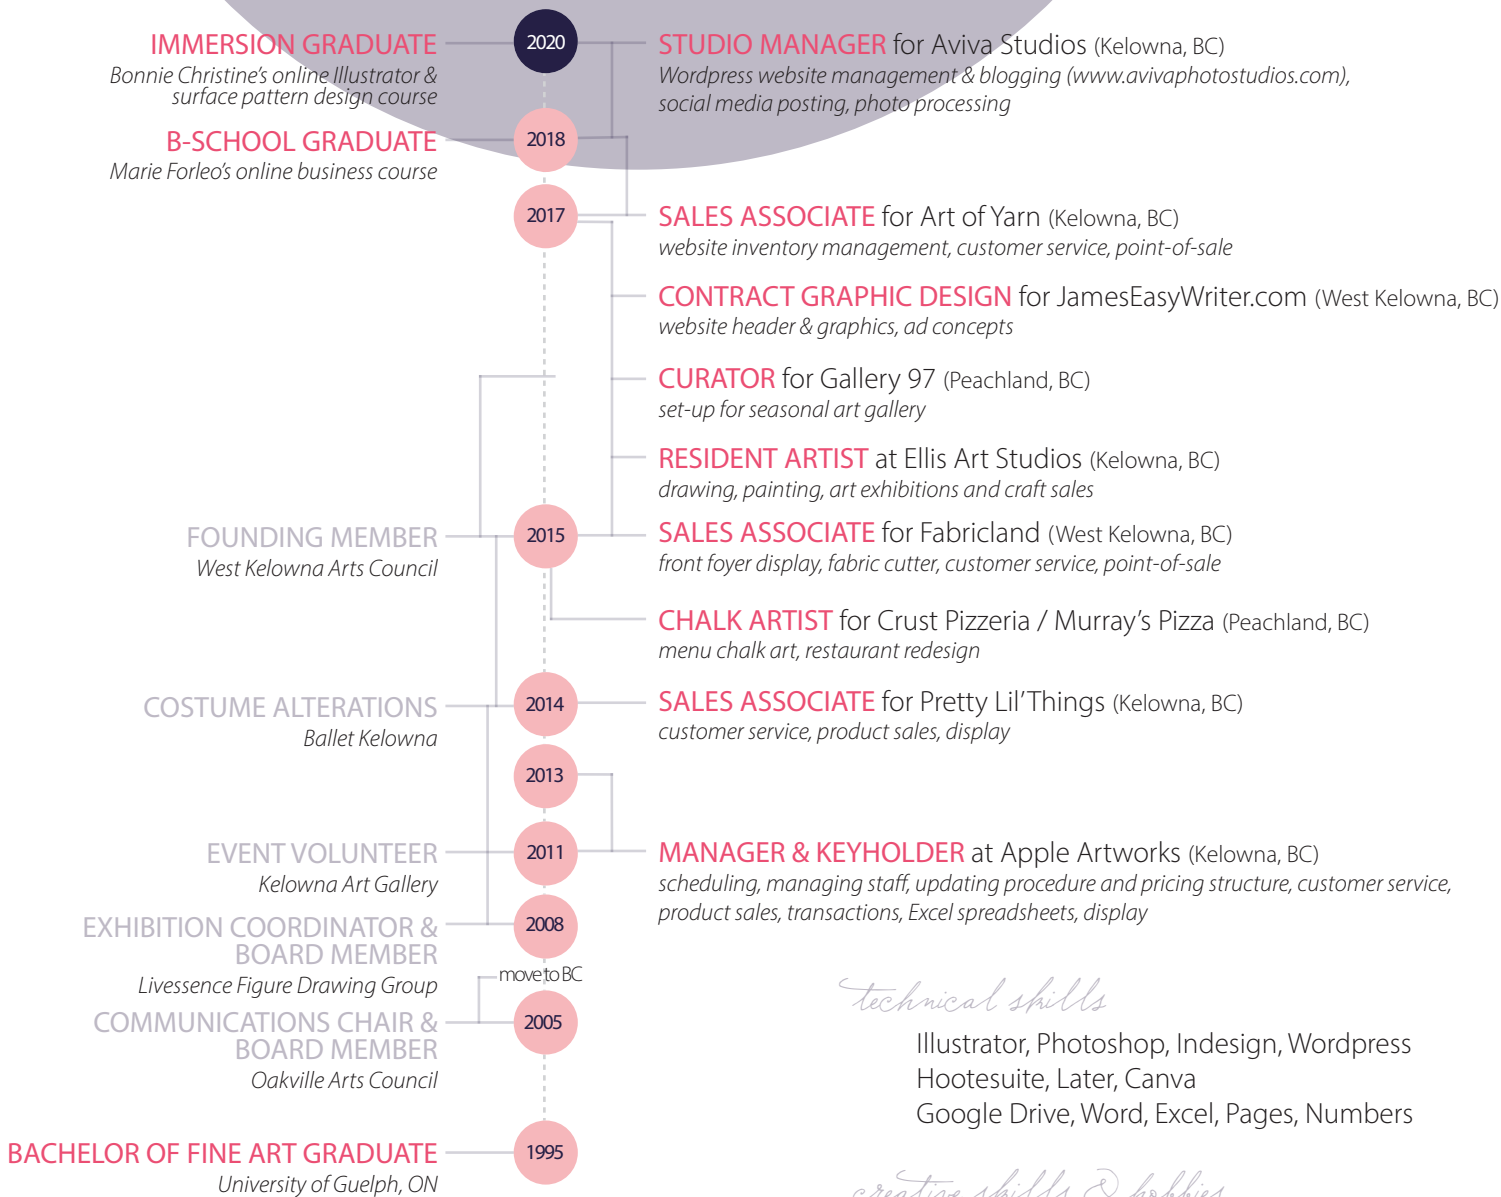 2020
IMMERSION GRADUATE
Bonnie Christine's online Illustrator &
surface pattern design course
STUDIO MANAGER for Aviva Studios (Kelowna, BC)
Wordpress website management & blogging (www.avivaphotostudios.com),
social media posting, photo processing
2018
B-SCHOOL GRADUATE
Marie Forleo's online business course
2017
SALES ASSOCIATE for Art of Yarn (Kelowna, BC)
website inventory management, customer service, point-of-sale
CONTRACT GRAPHIC DESIGN for JamesEasyWriter.com (West Kelowna, BC)
website header & graphics, ad concepts
CURATOR for Gallery 97 (Peachland, BC)
set-up for seasonal art gallery
RESIDENT ARTIST at Ellis Art Studios (Kelowna, BC)
drawing, painting, art exhibitions and craft sales
2015
FOUNDING MEMBER
West Kelowna Arts Council
SALES ASSOCIATE for Fabricland (West Kelowna, BC)
front foyer display, fabric cutter, customer service, point-of-sale
CHALK ARTIST for Crust Pizzeria / Murray's Pizza (Peachland, BC)
menu chalk art, restaurant redesign
2014
COSTUME ALTERATIONS
Ballet Kelowna
SALES ASSOCIATE for Pretty Lil' Things (Kelowna, BC)
customer service, product sales, display
2013
2011
EVENT VOLUNTEER
Kelowna Art Gallery
MANAGER & KEYHOLDER at Apple Artworks (Kelowna, BC)
scheduling, managing staff, updating procedure and pricing structure, customer service,
product sales, transactions, Excel spreadsheets, display
2008
EXHIBITION COORDINATOR &
BOARD MEMBER
Livessence Figure Drawing Group
move to BC
2005
COMMUNICATIONS CHAIR &
BOARD MEMBER
Oakville Arts Council
1995
BACHELOR OF FINE ART GRADUATE
University of Guelph, ON
technical skills
Illustrator, Photoshop, Indesign, Wordpress
Hootesuite, Later, Canva
Google Drive, Word, Excel, Pages, Numbers
creative skills & hobbies